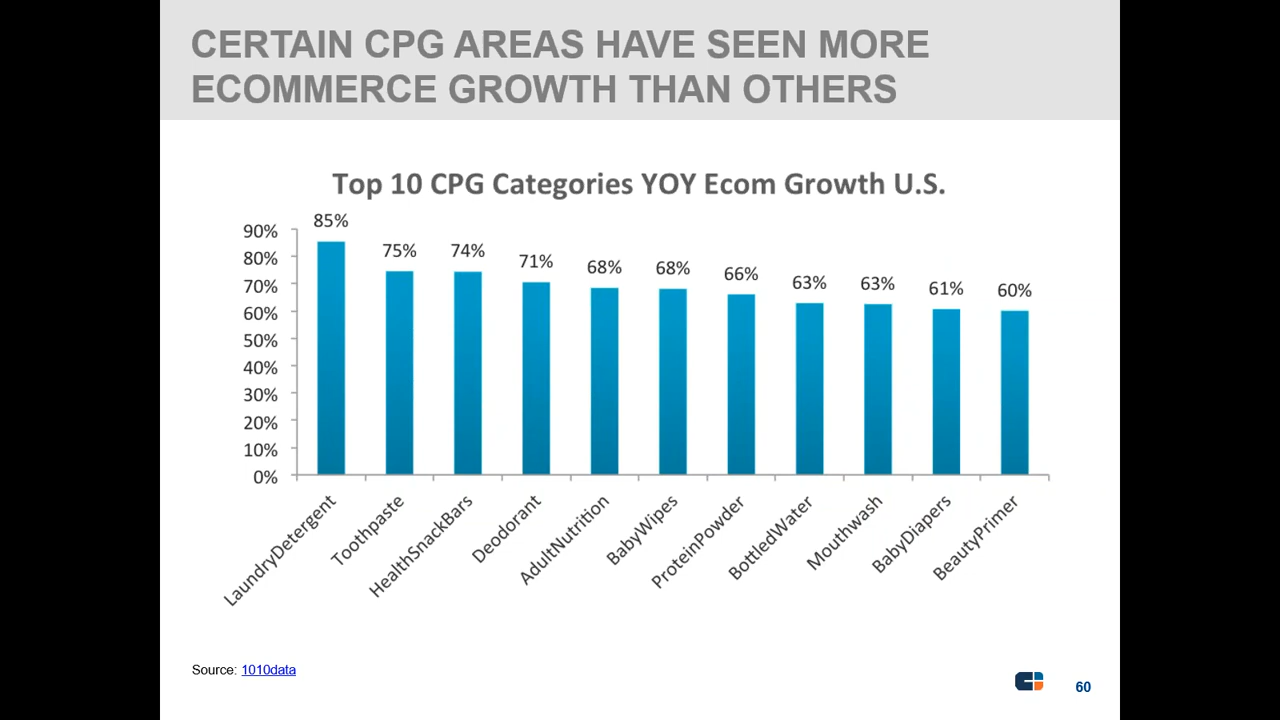 CERTAIN CPG AREAS HAVE SEEN MORE
ECOMMERCE GROWTH THAN OTHERS
Top 10 CPG Categories YOY Ecom Growth U.S.
90%
80%
70%
60%
50%
40%
30%
20%
10%
0%
85%
75%
74%
71%
68%
68%
66%
63%
63%
61%
60%
LaundryDetergent
Toothpaste
HealthSnackBars
Deodorant
AdultNutrition
BabyWipes
ProteinPowder
BottledWater
Mouthwash
BabyDiapers
BeautyPrimer
Source: 1010data
60